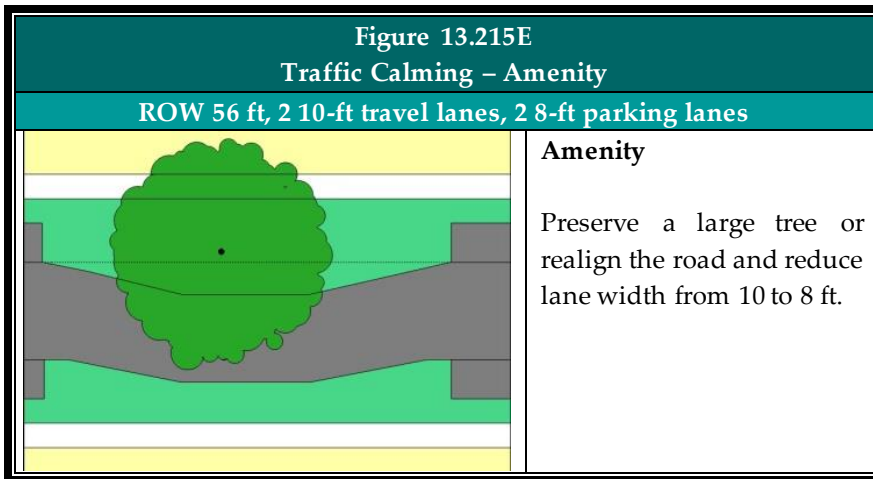 Figure 13.215E
Traffic Calming – Amenity
ROW 56 ft, 2 10-ft travel lanes, 2 8-ft parking lanes
Amenity
Preserve a large tree or
realign the road and reduce
lane width from 10 to 8 ft.